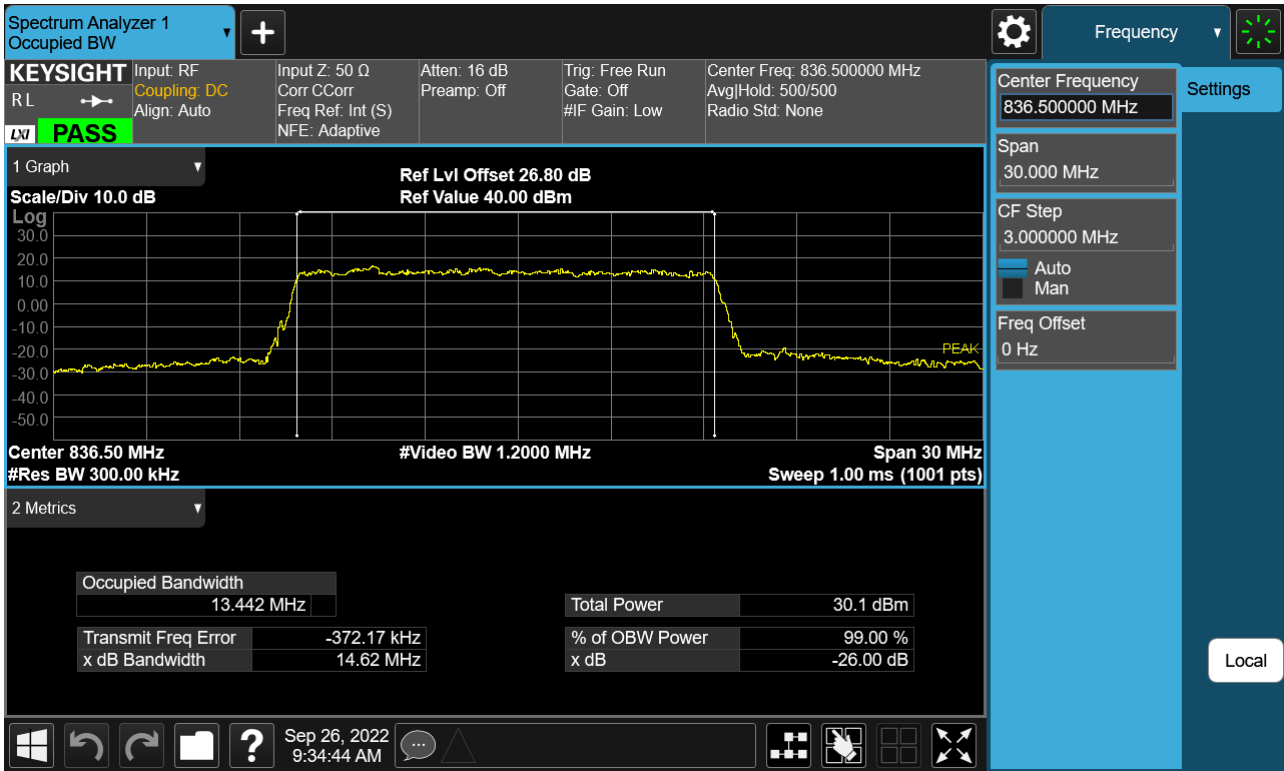 Spectrum Analyzer 1
Occupied BW
Frequency
KEYSIGHT
R L
LXI
PASS
Input: RF
Coupling: DC
Align: Auto
Input Z: 50 Ω
Corr CCorr
Freq Ref: Int (S)
NFE: Adaptive
Atten: 16 dB
Preamp: Off
Trig: Free Run
Gate: Off
#IF Gain: Low
Center Freq: 836.500000 MHz
Avg|Hold: 500/500
Radio Std: None
Center Frequency
836.500000 MHz
Settings
Span
30.000 MHz
CF Step
3.000000 MHz
Auto
Man
Freq Offset
0 Hz
Local
1 Graph
Ref Lvl Offset 26.80 dB
Scale/Div 10.0 dB
Ref Value 40.00 dBm
Log
30.0
20.0
10.0
0.00
-10.0
-20.0
-30.0
-40.0
-50.0
PEAK
Center 836.50 MHz
#Video BW 1.2000 MHz
Span 30 MHz
#Res BW 300.00 kHz
Sweep 1.00 ms (1001 pts)
2 Metrics
Occupied Bandwidth
13.442 MHz
Total Power 30.1 dBm
Transmit Freq Error -372.17 kHz
% of OBW Power 99.00 %
x dB Bandwidth 14.62 MHz
x dB -26.00 dB
?
Sep 26, 2022
9:34:44 AM